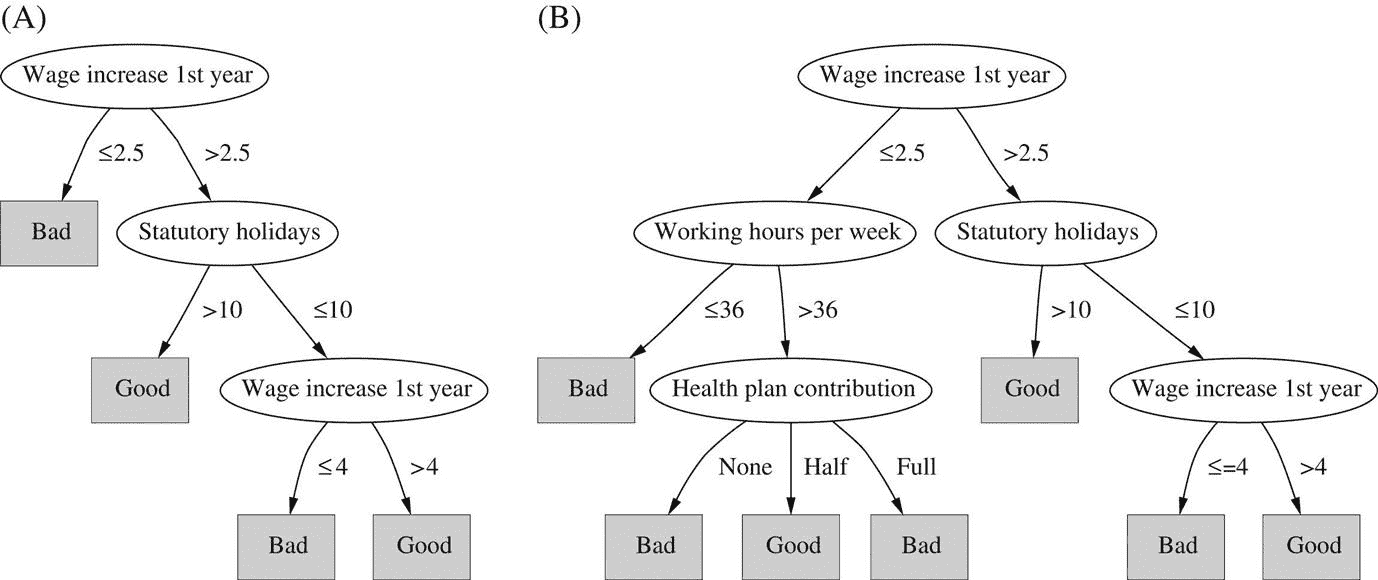 (A)
(B)
Wage increase 1st year
Wage increase 1st year
≤2.5
>2.5
≤2.5
>2.5
Bad
Statutory holidays
Working hours per week
Statutory holidays
>10
≤10
≤36
>36
>10
≤10
Good
Wage increase 1st year
Bad
Health plan contribution
Good
Wage increase 1st year
≤4
>4
None
Half
Full
≤=4
>4
Bad
Good
Bad
Good
Bad
Bad
Good